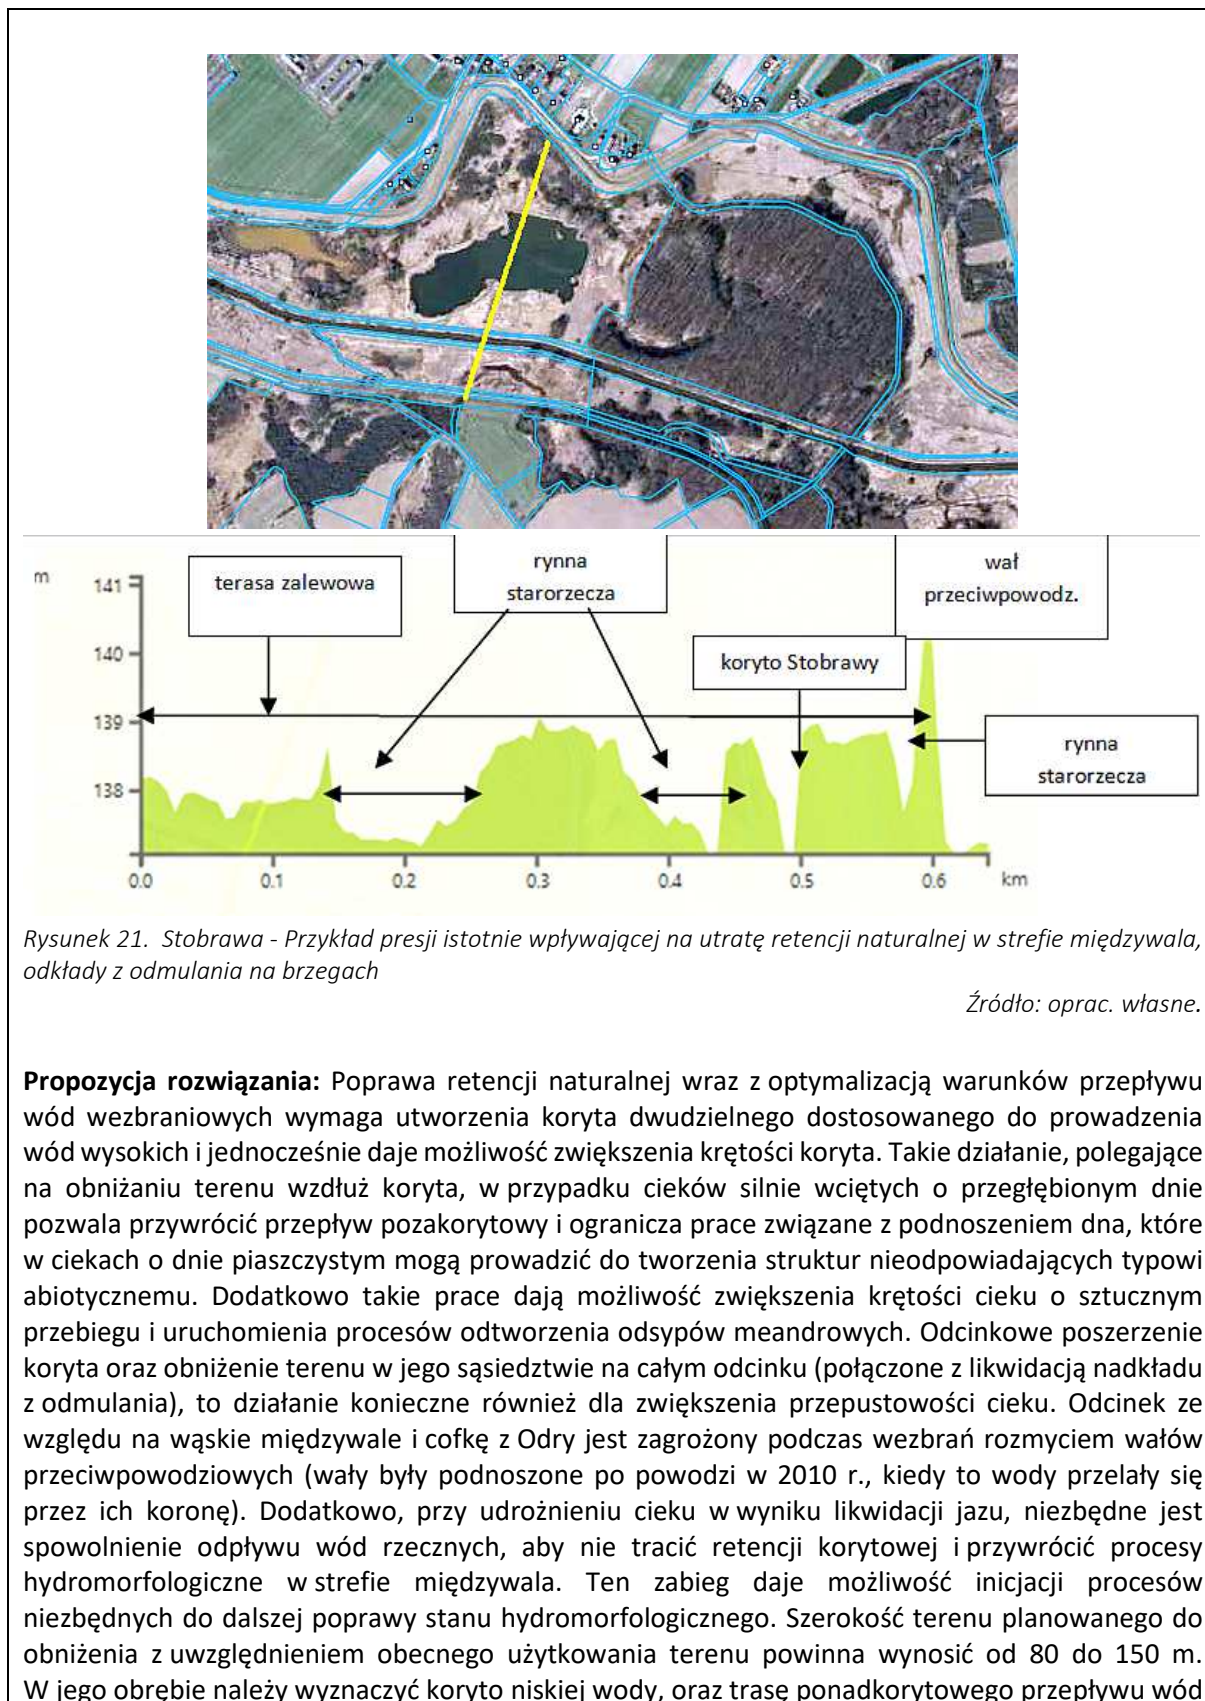 rynna
starorzecza
wał
przeciwpowodz.
m
141
terasa zalewowa
140
koryto Stobrawy
139
rynna
starorzecza
138
0.0 0.1 0.2 0.3 0.4 0.5 0.6 km
Rysunek 21. Stobrawa - Przykład presji istotnie wpływającej na utratę retencji naturalnej w strefie międzywala,
odkłady z odmulania na brzegach
Źródło: oprac. własne.
Propozycja rozwiązania: Poprawa retencji naturalnej wraz z optymalizacją warunków przepływu
wód wezbraniowych wymaga utworzenia koryta dwudzielnego dostosowanego do prowadzenia
wód wysokich i jednocześnie daje możliwość zwiększenia krętości koryta. Takie działanie, polegające
na obniżaniu terenu wzdłuż koryta, w przypadku cieków silnie wciętych o przegłębionym dnie
pozwala przywrócić przepływ pozakorytowy i ogranicza prace związane z podnoszeniem dna, które
w ciekach o dnie piaszczystym mogą prowadzić do tworzenia struktur nieodpowiadających typowi
abiotycznemu. Dodatkowo takie prace dają możliwość zwiększenia krętości cieku o sztucznym
przebiegu i uruchomienia procesów odtworzenia odsypów meandrowych. Odcinkowe poszerzenie
koryta oraz obniżenie terenu w jego sąsiedztwie na całym odcinku (połączone z likwidacją nadkładu
z odmulania), to działanie konieczne również dla zwiększenia przepustowości cieku. Odcinek ze
względu na wąskie międzywale i cofkę z Odry jest zagrożony podczas wezbrań rozmyciem wałów
przeciwpowodziowych (wały były podnoszone po powodzi w 2010 r., kiedy to wody przelały się
przez ich koronę). Dodatkowo, przy udrożnieniu cieku w wyniku likwidacji jazu, niezbędne jest
spowolnienie odpływu wód rzecznych, aby nie tracić retencji korytowej i przywrócić procesy
hydromorfologiczne w strefie międzywala. Ten zabieg daje możliwość inicjacji procesów
niezbędnych do dalszej poprawy stanu hydromorfologicznego. Szerokość terenu planowanego do
obniżenia z uwzględnieniem obecnego użytkowania terenu powinna wynosić od 80 do 150 m.
W jego obrębie należy wyznaczyć koryto niskiej wody, oraz trasę ponadkorytowego przepływu wód